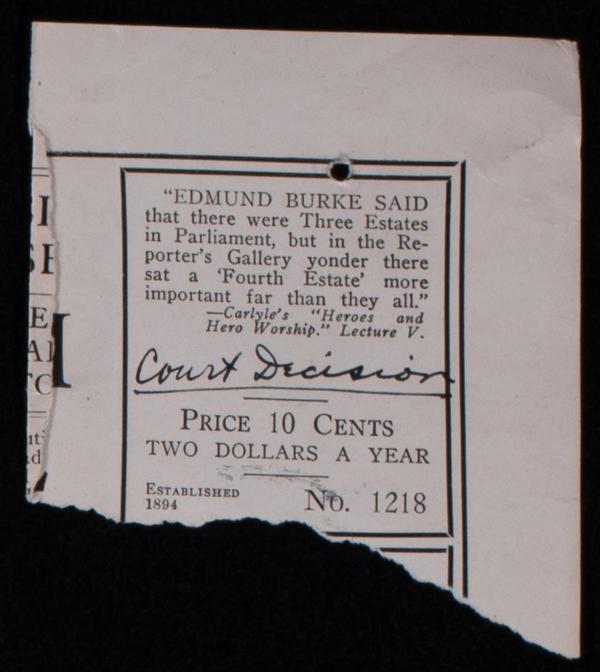 "EDMUND BURKE SAID
that there were Three Estates
in Parliament, but in the Re-
porter's Gallery yonder there
sat a 'Fourth Estate' more
important far than they all."
—Carlyle's "Heroes and
Hero Worship." Lecture V.
Court Decision
PRICE 10 CENTS
TWO DOLLARS A YEAR
ESTABLISHED
1894
No. 1218